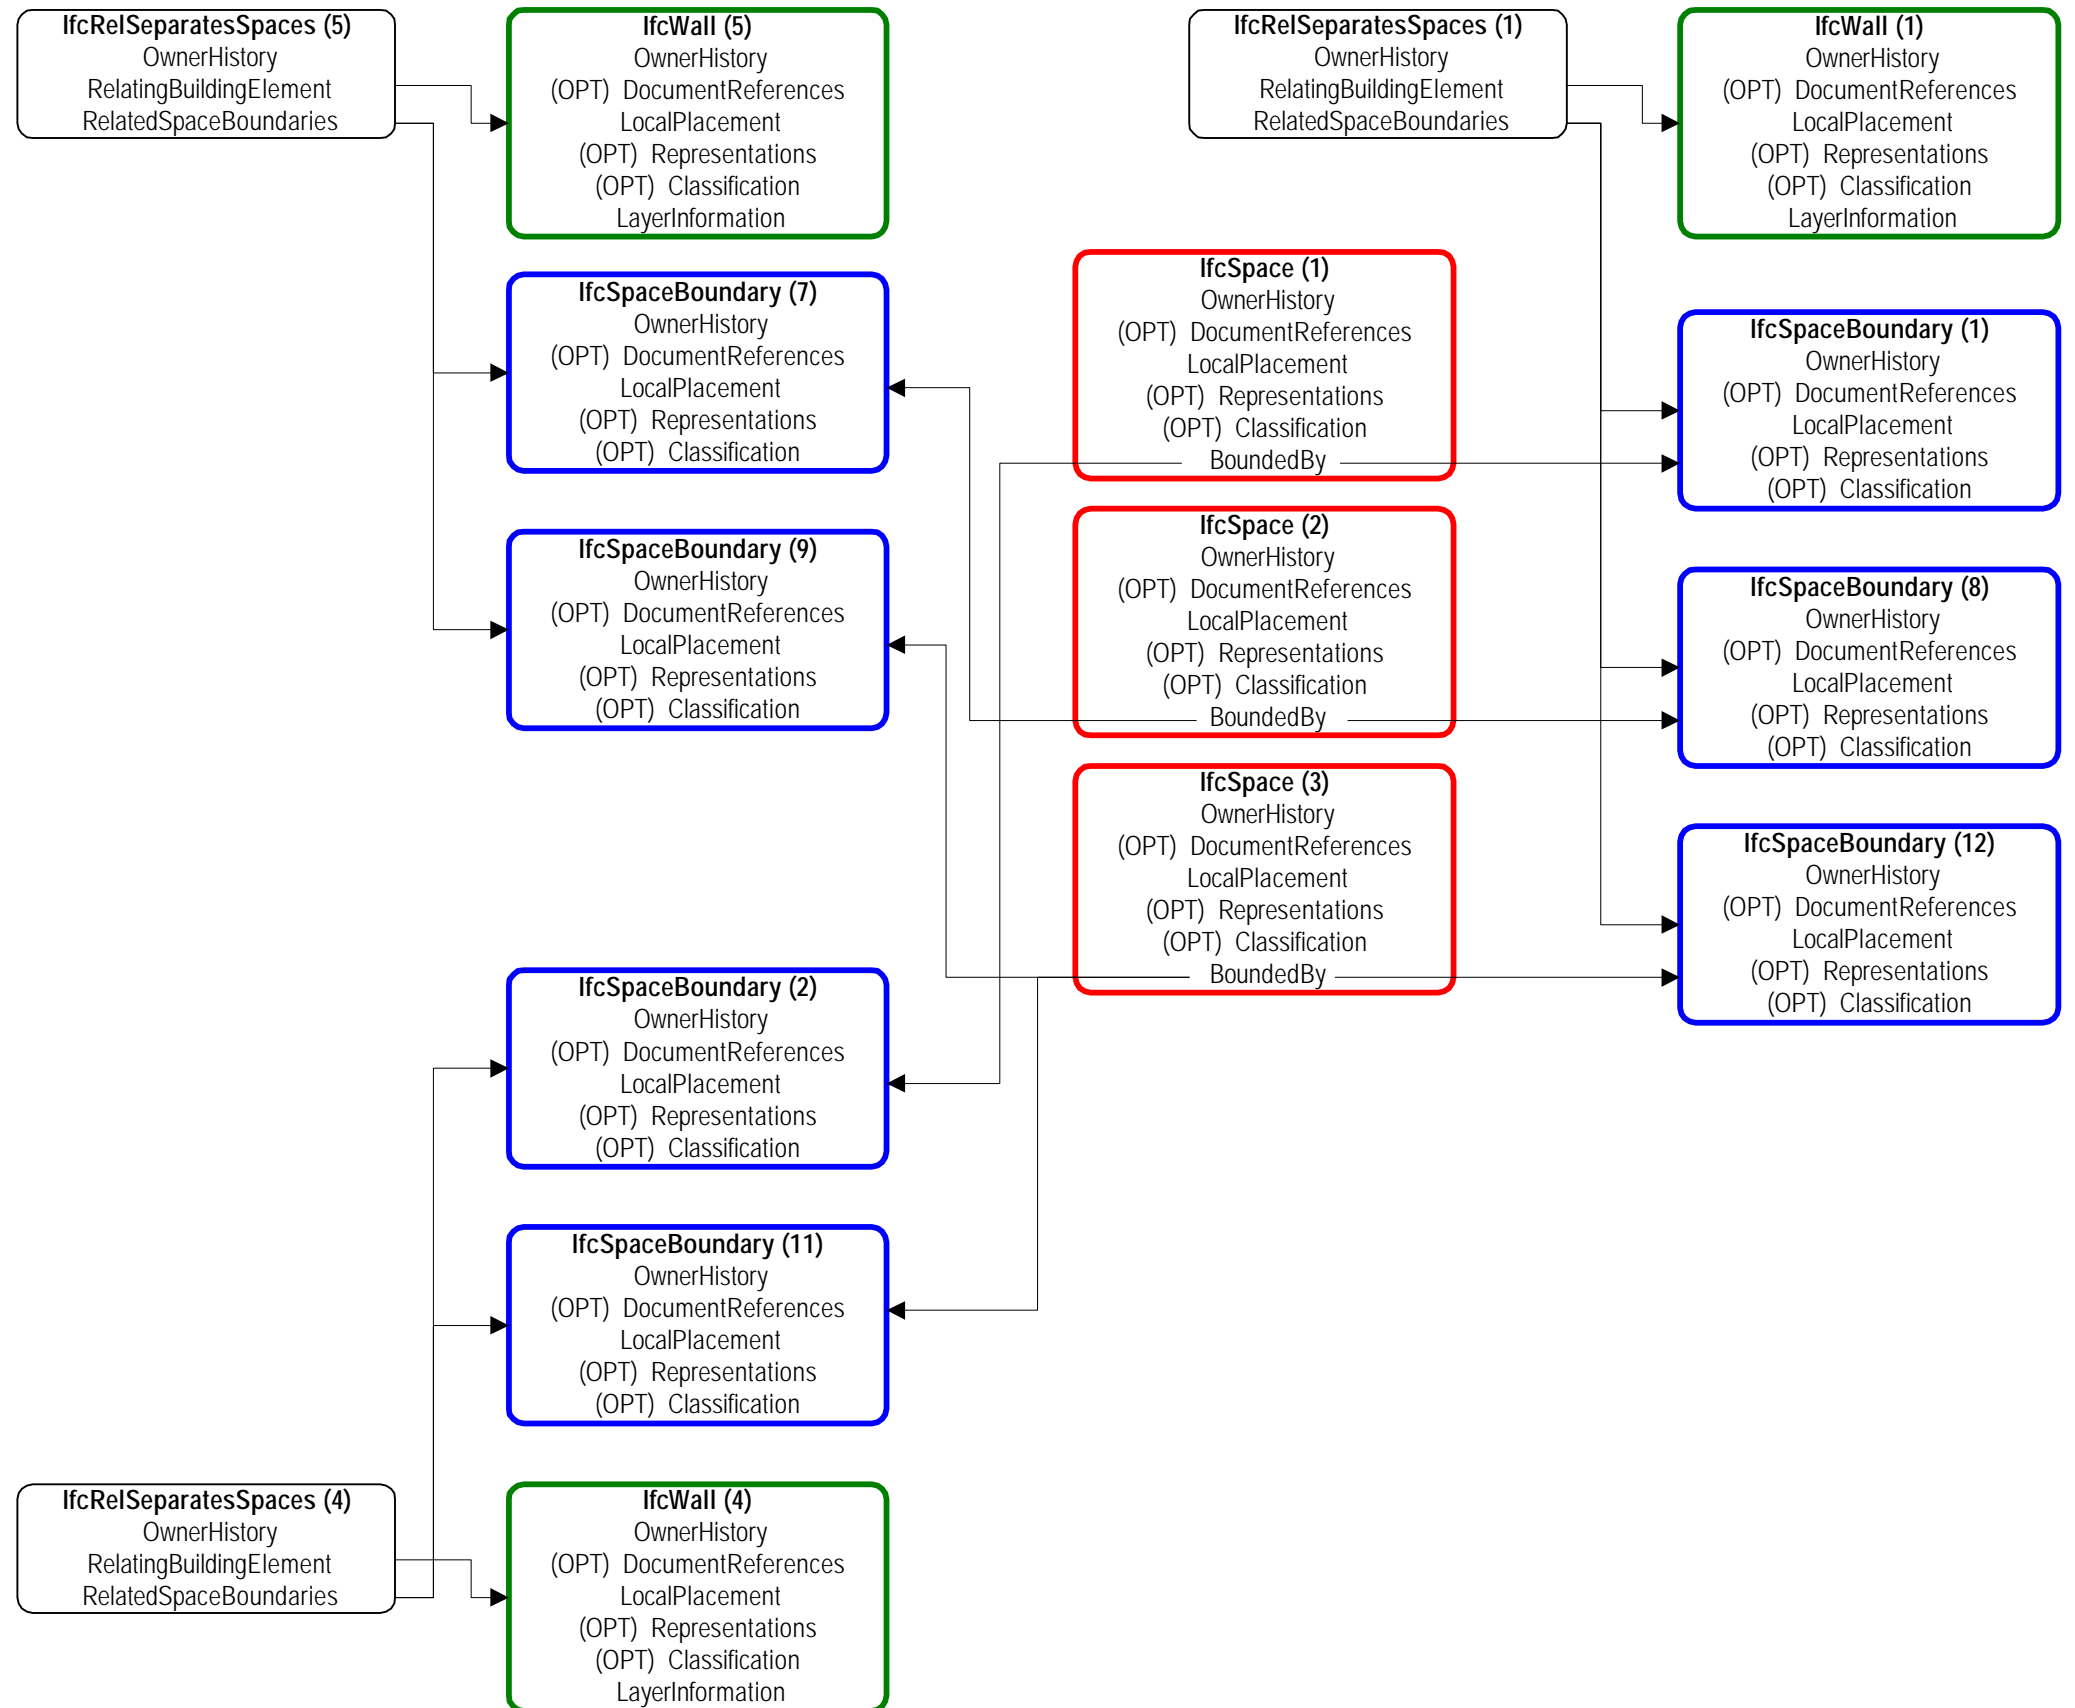 IfcRelSeparatesSpaces (5)
OwnerHistory
RelatingBuildingElement
RelatedSpaceBoundaries
IfcWall (5)
OwnerHistory
(OPT) DocumentReferences
LocalPlacement
(OPT) Representations
(OPT) Classification
LayerInformation
IfcRelSeparatesSpaces (1)
OwnerHistory
RelatingBuildingElement
RelatedSpaceBoundaries
IfcWall (1)
OwnerHistory
(OPT) DocumentReferences
LocalPlacement
(OPT) Representations
(OPT) Classification
LayerInformation
IfcSpaceBoundary (7)
OwnerHistory
(OPT) DocumentReferences
LocalPlacement
(OPT) Representations
(OPT) Classification
IfcSpace (1)
OwnerHistory
(OPT) DocumentReferences
LocalPlacement
(OPT) Representations
(OPT) Classification
BoundedBy
IfcSpaceBoundary (1)
OwnerHistory
(OPT) DocumentReferences
LocalPlacement
(OPT) Representations
(OPT) Classification
IfcSpaceBoundary (9)
OwnerHistory
(OPT) DocumentReferences
LocalPlacement
(OPT) Representations
(OPT) Classification
IfcSpace (2)
OwnerHistory
(OPT) DocumentReferences
LocalPlacement
(OPT) Representations
(OPT) Classification
BoundedBy
IfcSpaceBoundary (8)
OwnerHistory
(OPT) DocumentReferences
LocalPlacement
(OPT) Representations
(OPT) Classification
IfcSpace (3)
OwnerHistory
(OPT) DocumentReferences
LocalPlacement
(OPT) Representations
(OPT) Classification
BoundedBy
IfcSpaceBoundary (12)
OwnerHistory
(OPT) DocumentReferences
LocalPlacement
(OPT) Representations
(OPT) Classification
IfcSpaceBoundary (2)
OwnerHistory
(OPT) DocumentReferences
LocalPlacement
(OPT) Representations
(OPT) Classification
IfcSpaceBoundary (11)
OwnerHistory
(OPT) DocumentReferences
LocalPlacement
(OPT) Representations
(OPT) Classification
IfcRelSeparatesSpaces (4)
OwnerHistory
RelatingBuildingElement
RelatedSpaceBoundaries
IfcWall (4)
OwnerHistory
(OPT) DocumentReferences
LocalPlacement
(OPT) Representations
(OPT) Classification
LayerInformation